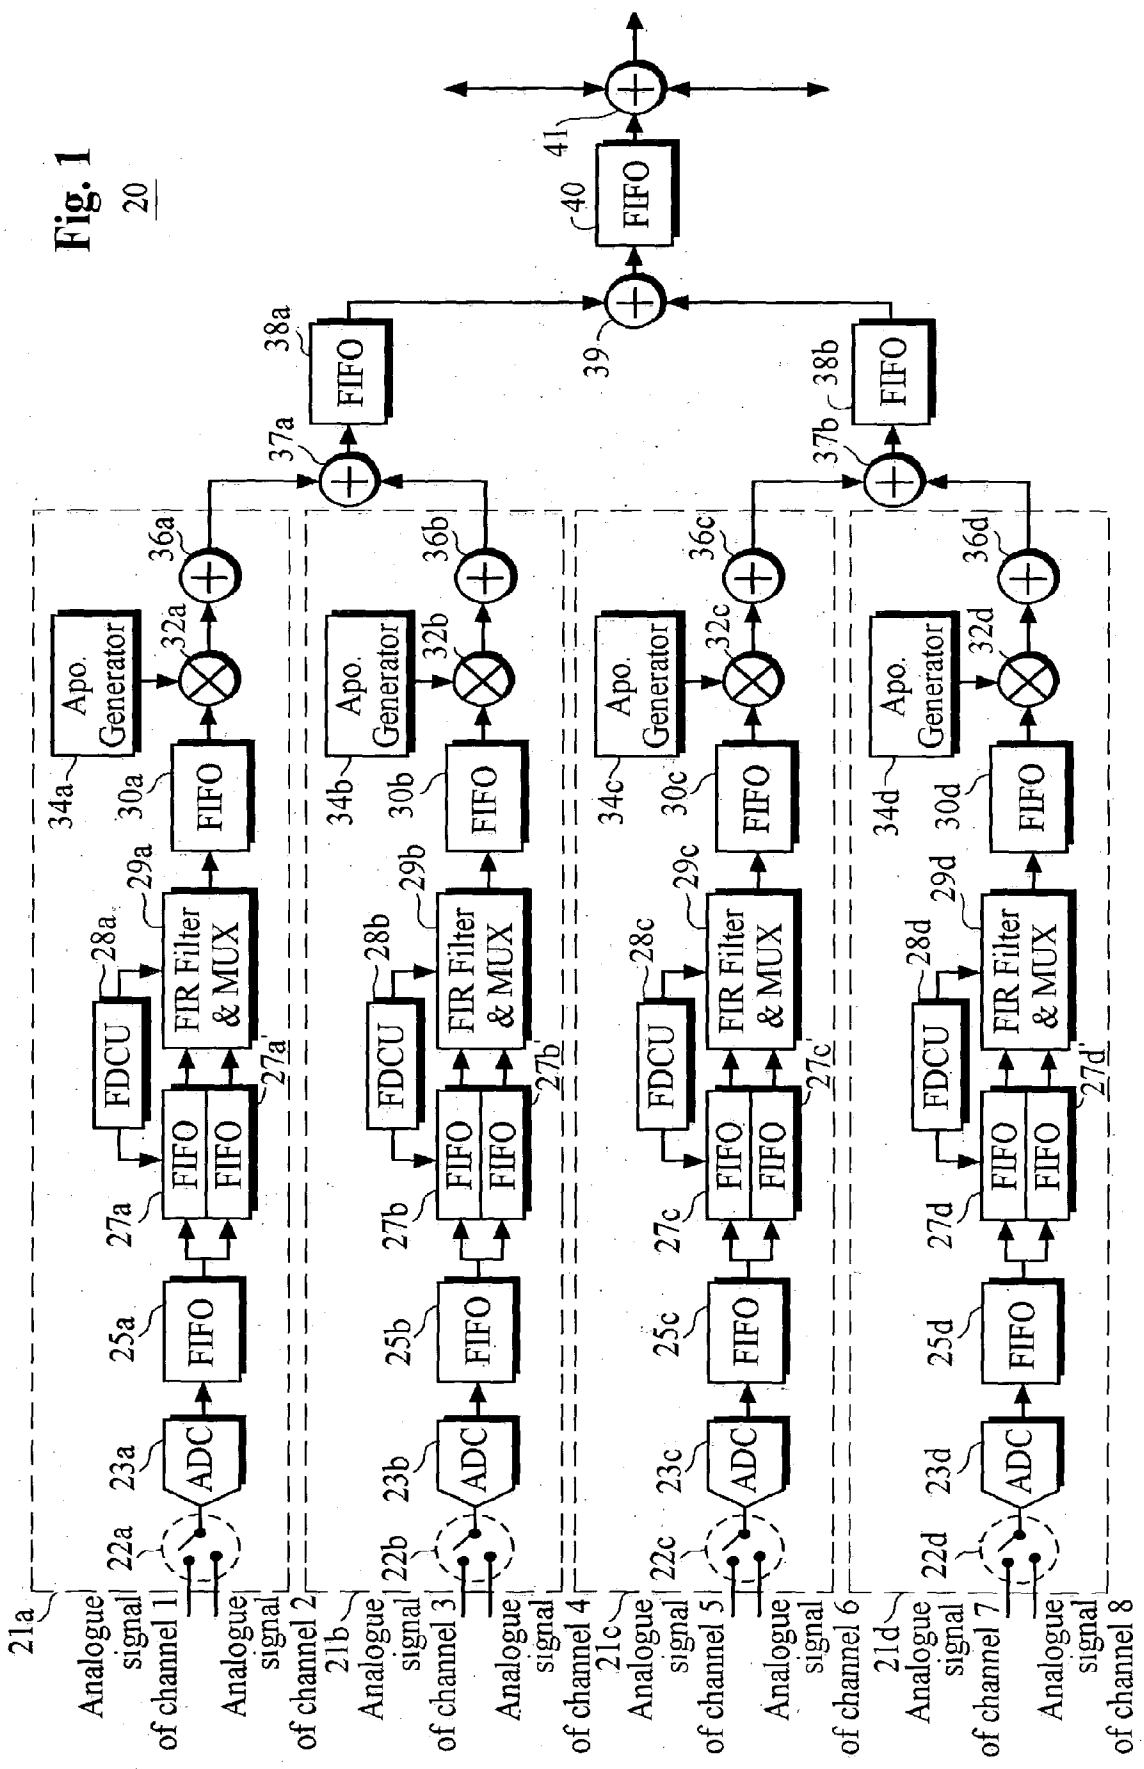 Fig. 1
20
21a
Analogue
signal
of channel 1
Analogue
signal
of channel 2
22a
23a
ADC
25a
FIFO
27a
FIFO
FIFO
27a'
28a
FDCU
29a
FIR Filter
& MUX
30a
FIFO
34a
Apo.
Generator
32a
36a
21b
Analogue
signal
of channel 3
Analogue
signal
of channel 4
22b
23b
ADC
25b
FIFO
27b
FIFO
FIFO
27b'
28b
FDCU
29b
FIR Filter
& MUX
30b
FIFO
34b
Apo.
Generator
32b
36b
21c
Analogue
signal
of channel 5
Analogue
signal
of channel 6
22c
23c
ADC
25c
FIFO
27c
FIFO
FIFO
27c'
28c
FDCU
29c
FIR Filter
& MUX
30c
FIFO
34c
Apo.
Generator
32c
36c
21d
Analogue
signal
of channel 7
Analogue
signal
of channel 8
22d
23d
ADC
25d
FIFO
27d
FIFO
FIFO
27d'
28d
FDCU
29d
FIR Filter
& MUX
30d
FIFO
34d
Apo.
Generator
32d
36d
37a
38a
FIFO
37b
38b
FIFO
39
40
FIFO
41